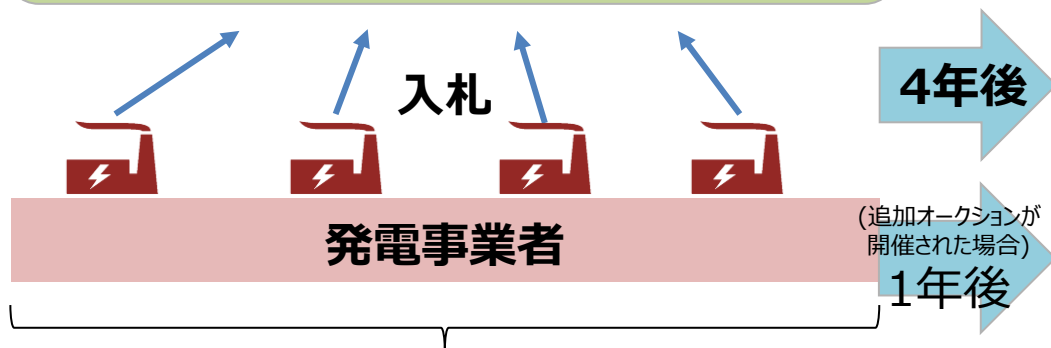 入札
4年後
発電事業者
(追加オークションが
開催された場合)
1年後